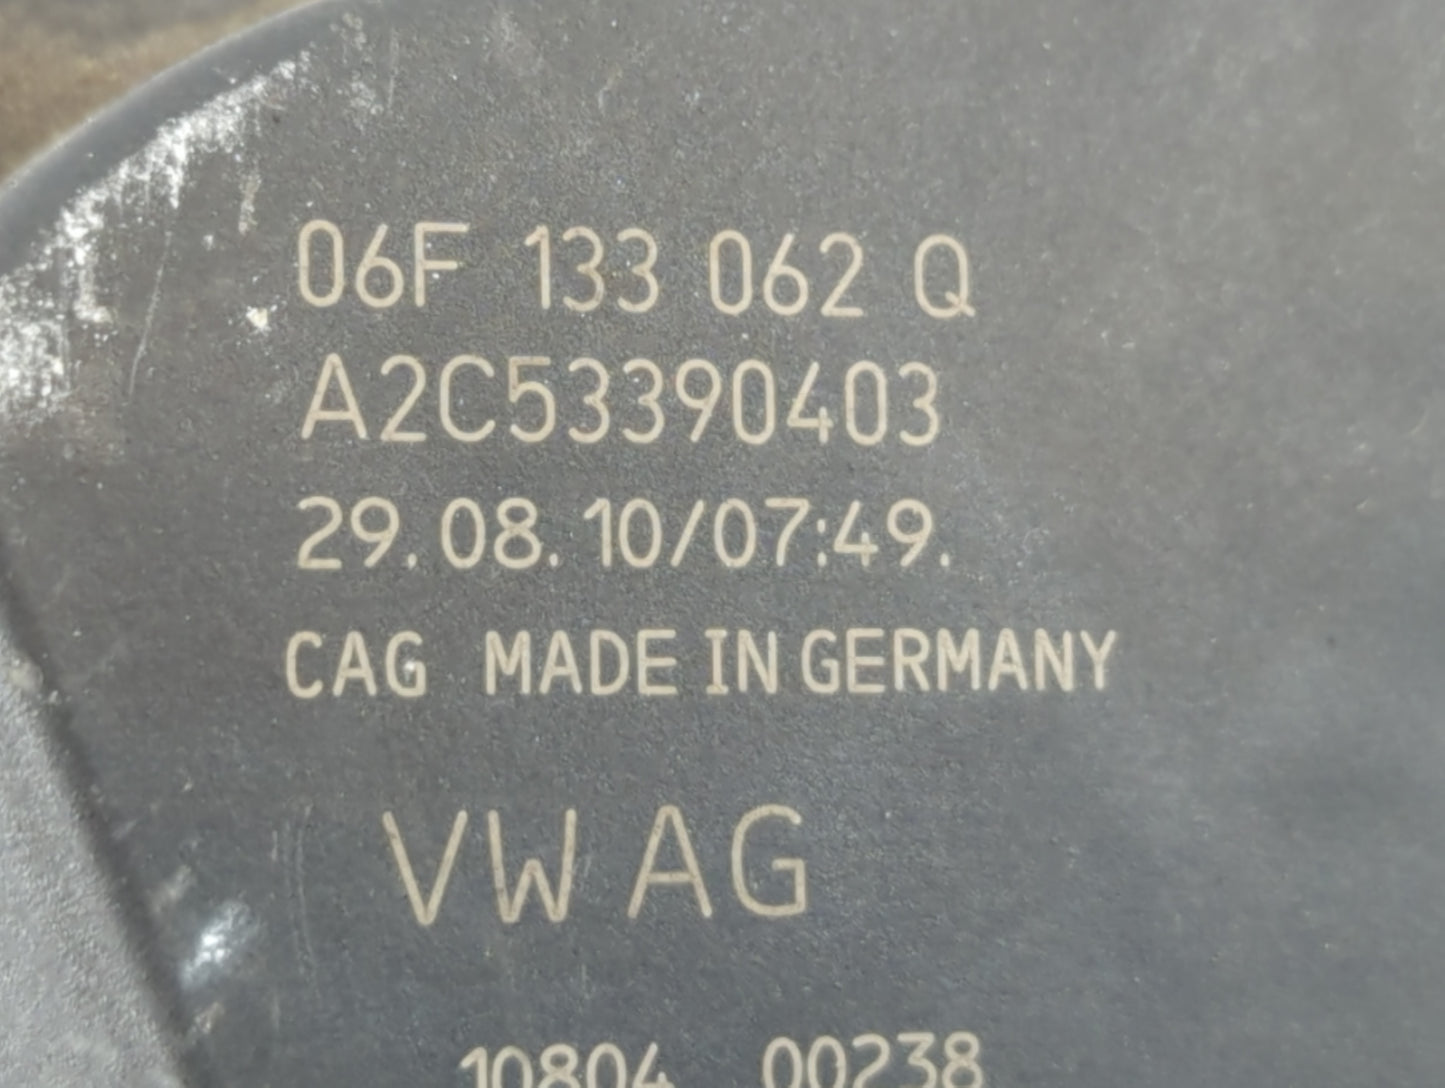 06F 133 062 Q
A2C53390403
29.08.10/07:49.
CAG MADE IN GERMANY
VW AG
10804 00238